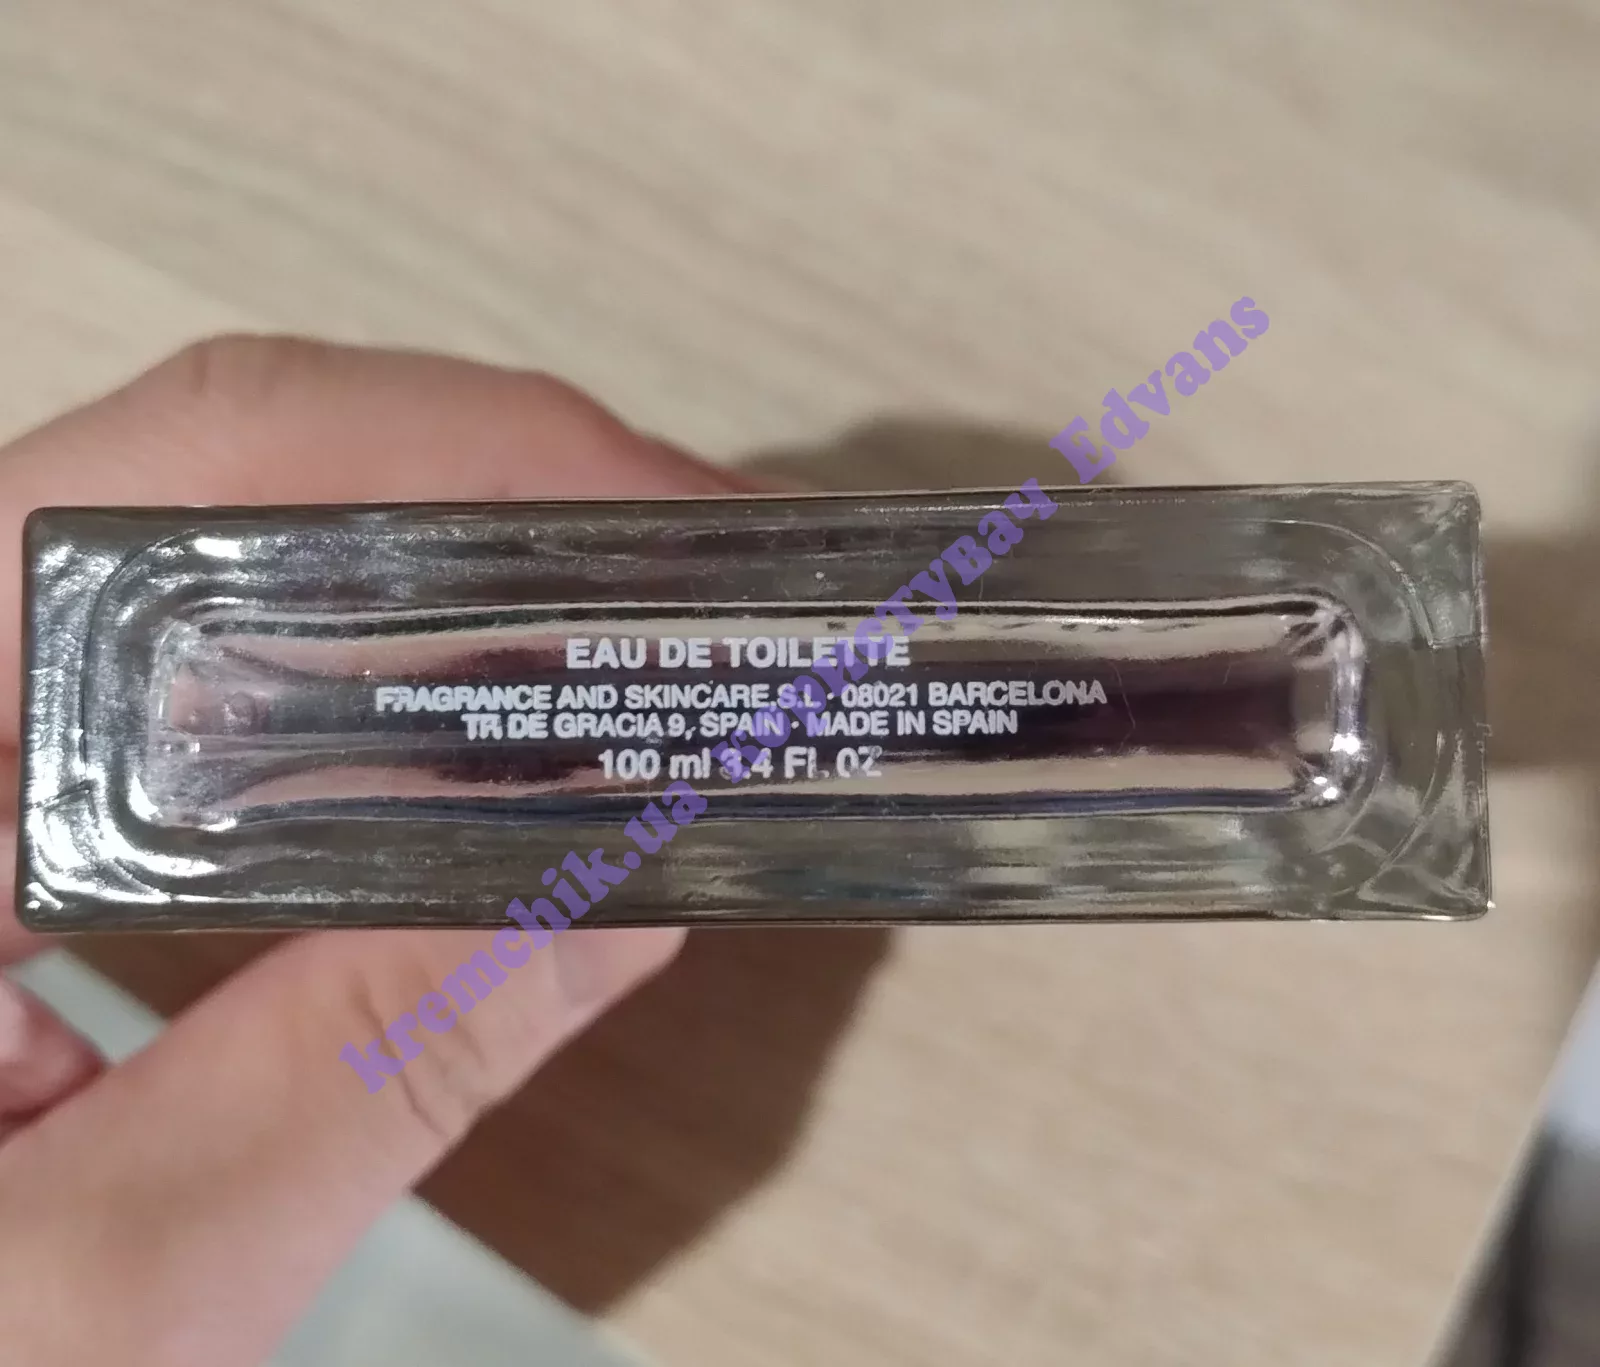 EAU DE TOILETTE
FRAGRANCE AND SKINCARE, S.L · 08021 BARCELONA
TR. DE GRACIA 9, SPAIN · MADE IN SPAIN
100 ml 3.4 Fl. OZ
kremchik.ua користувач Edvans